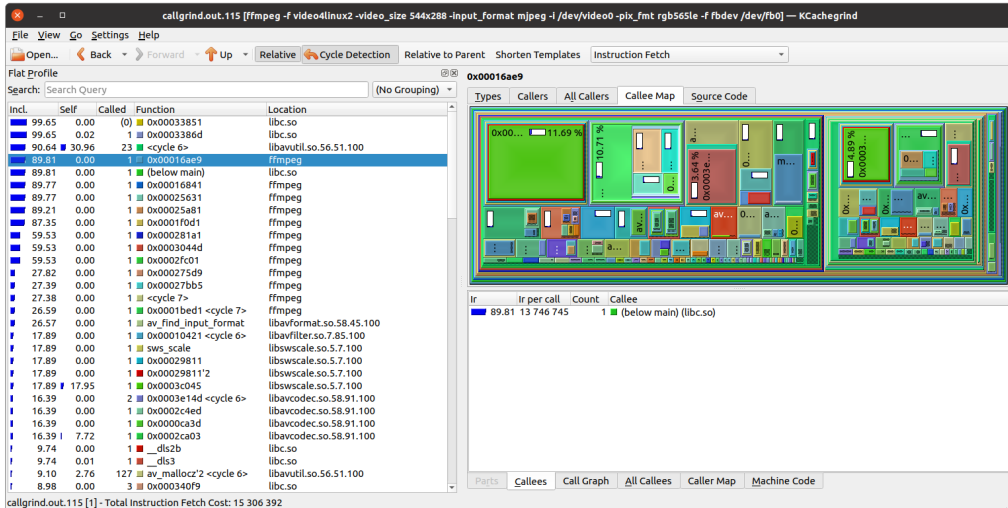 callgrind.out.115 [ffmpeg -f video4linux2 -video_size 544x288 -input_format mjpeg -i /dev/video0 -pix_fmt rgb565le -f fbdev /dev/fb0] — KCachegrind
File View Go Settings Help
Open... Back Forward Up Relative Cycle Detection Relative to Parent Shorten Templates Instruction Fetch
Flat Profile
Search: Search Query (No Grouping)
Incl. Self Called Function Location
99.65 0.00 (0) 0x00033851 libc.so
99.65 0.02 1 0x0003386d libc.so
90.64 30.96 23 <cycle 6> libavutil.so.56.51.100
89.81 0.00 1 0x00016ae9 ffmpeg
89.81 0.00 1 (below main) libc.so
89.77 0.00 1 0x00016841 ffmpeg
89.77 0.00 1 0x00025631 ffmpeg
89.21 0.00 1 0x00025a81 ffmpeg
87.35 0.00 1 0x0001f0d1 ffmpeg
59.53 0.00 1 0x000281a1 ffmpeg
59.53 0.00 1 0x0003044d ffmpeg
59.53 0.00 1 0x0002fc01 ffmpeg
27.82 0.00 1 0x000275d9 ffmpeg
27.39 0.00 1 0x00027bb5 ffmpeg
27.38 0.00 1 <cycle 7> ffmpeg
26.59 0.00 1 0x0001bed1 <cycle 7> ffmpeg
26.57 0.00 1 av_find_input_format libavformat.so.58.45.100
17.89 0.00 1 0x00010421 <cycle 6> libavfilter.so.7.85.100
17.89 0.00 1 sws_scale libswscale.so.5.7.100
17.89 0.00 1 0x00029811 libswscale.so.5.7.100
17.89 0.00 1 0x00029811'2 libswscale.so.5.7.100
17.89 17.95 1 0x0003c045 libswscale.so.5.7.100
16.39 0.00 2 0x0003e14d <cycle 6> libavcodec.so.58.91.100
16.39 0.00 1 0x0002c4ed libavcodec.so.58.91.100
16.39 0.00 1 0x0000ca3d libavcodec.so.58.91.100
16.39 7.72 1 0x0002ca03 libavcodec.so.58.91.100
9.74 0.00 1 __dls2b libc.so
9.74 0.01 1 __dls3 libc.so
9.10 2.76 127 av_mallocz'2 <cycle 6> libavutil.so.56.51.100
8.98 0.00 3 0x000340f9 libc.so
0x00016ae9
Types Callers All Callers Callee Map Source Code
0x00... 11.69 %
10.71 %
3.64 % 0x0003e...
a...
m...
4.89 % 0x0003...
0...
av...
Ir Ir per call Count Callee
89.81 13 746 745 1 (below main) (libc.so)
Parts Callees Call Graph All Callees Caller Map Machine Code
callgrind.out.115 [1] - Total Instruction Fetch Cost: 15 306 392